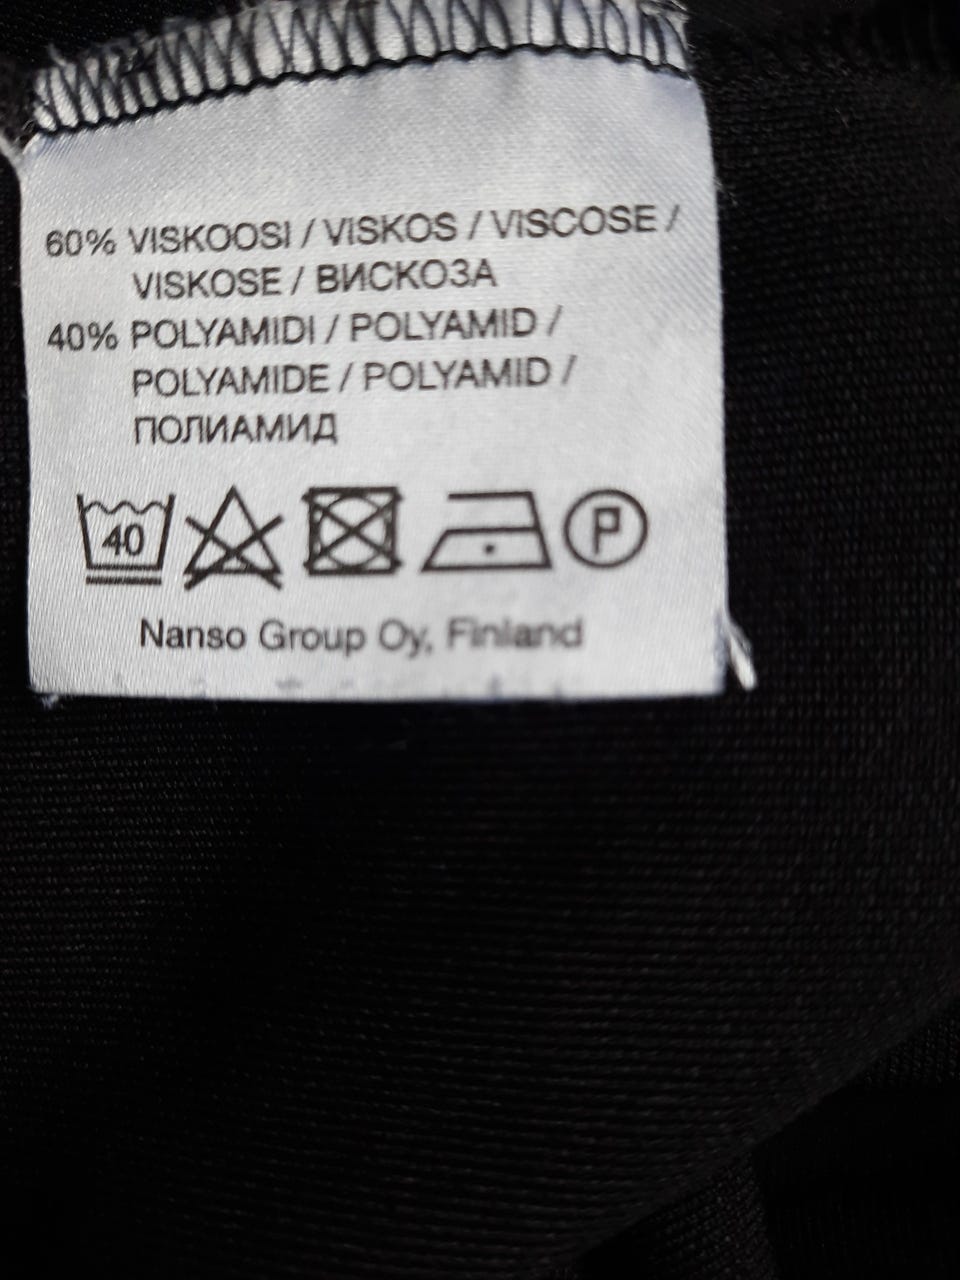 60% VISKOOSI / VISKOS / VISCOSE /
VISKOSE / ВИСКОЗА
40% POLYAMIDI / POLYAMID /
POLYAMIDE / POLYAMID /
ПОЛИАМИД
40 P
Nanso Group Oy, Finland